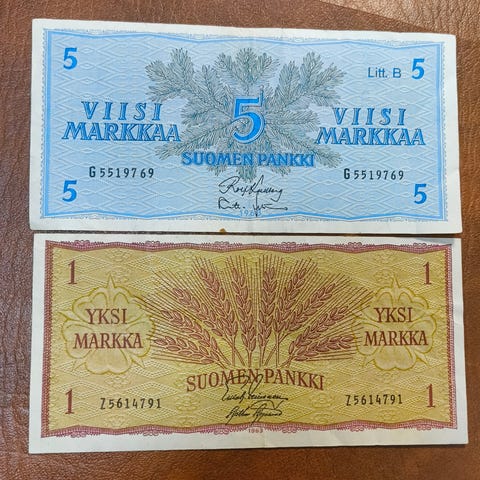 5 Litt. B 5
VIISI 5 VIISI
MARKKAA MARKKAA
SUOMEN PANKKI
G5519769 G5519769
5 5
1 1
YKSI YKSI
MARKKA MARKKA
SUOMEN PANKKI
Z5614791 Z5614791
1 1
1963